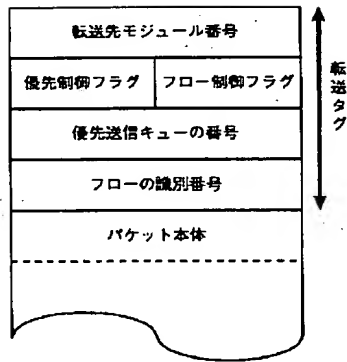 転送先モジュール番号
優先制御フラグ フロー制御フラグ
優先送信キューの番号
フローの識別番号
パケット本体
転送タグ